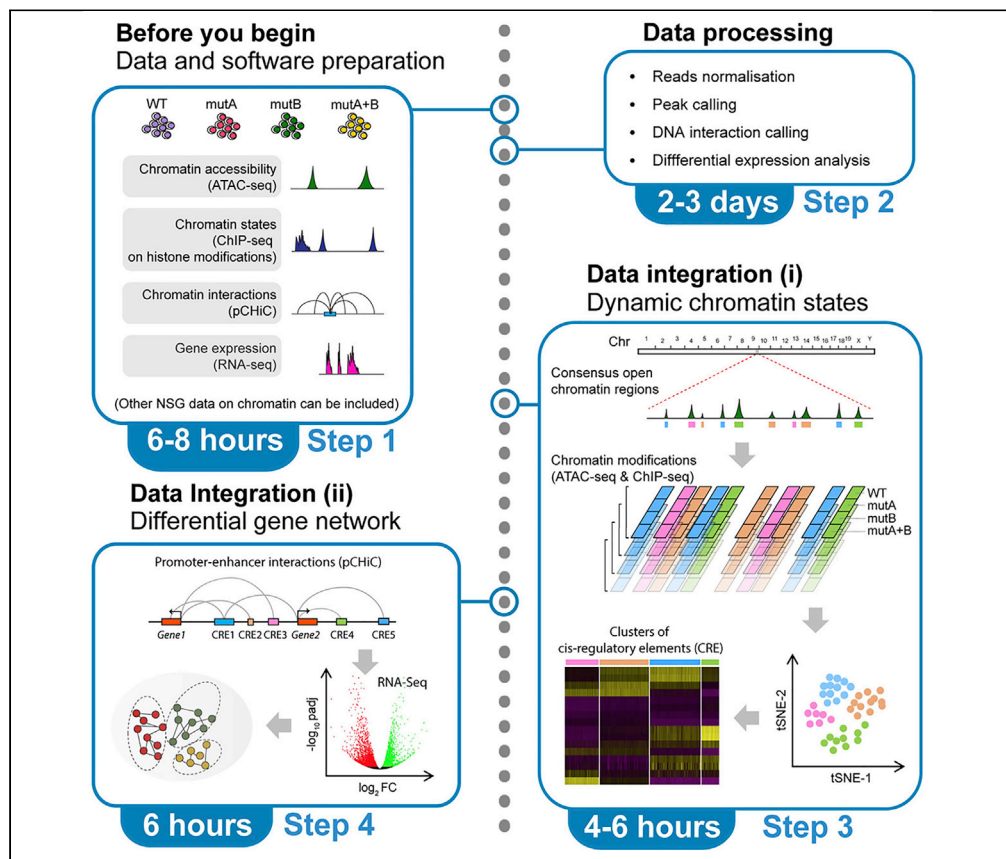 Before you begin
Data and software preparation
WT mutA mutB mutA+B
Chromatin accessibility
(ATAC-seq)
Chromatin states
(ChIP-seq
on histone modifications)
Chromatin interactions
(pCHiC)
Gene expression
(RNA-seq)
(Other NSG data on chromatin can be included)
6-8 hours Step 1
Data processing
• Reads normalisation
• Peak calling
• DNA interaction calling
• Diffferential expression analysis
2-3 days Step 2
Data integration (i)
Dynamic chromatin states
Chr 1 2 3 4 5 6 7 8 9 10 11 12 13 14 15 16 17 18 19 X Y
Consensus open
chromatin regions
Chromatin modifications
(ATAC-seq & ChIP-seq)
WT
mutA
mutB
mutA+B
Clusters of
cis-regulatory elements (CRE)
tSNE-2
tSNE-1
4-6 hours Step 3
Data Integration (ii)
Differential gene network
Promoter-enhancer interactions (pCHiC)
Gene1 CRE1 CRE2 CRE3 Gene2 CRE4 CRE5
RNA-Seq
-log10 padj
log2 FC
6 hours Step 4